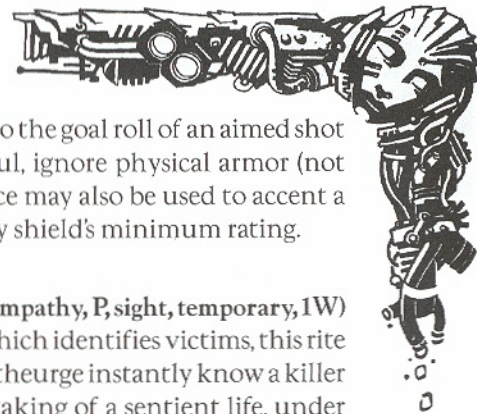 o the goal roll of an aimed shot
ul, ignore physical armor (not
ce may also be used to accent a
y shield's minimum rating.
mpathy, P, sight, temporary, 1W)
hich identifies victims, this rite
theurge instantly know a killer
aking of a sentient life, under